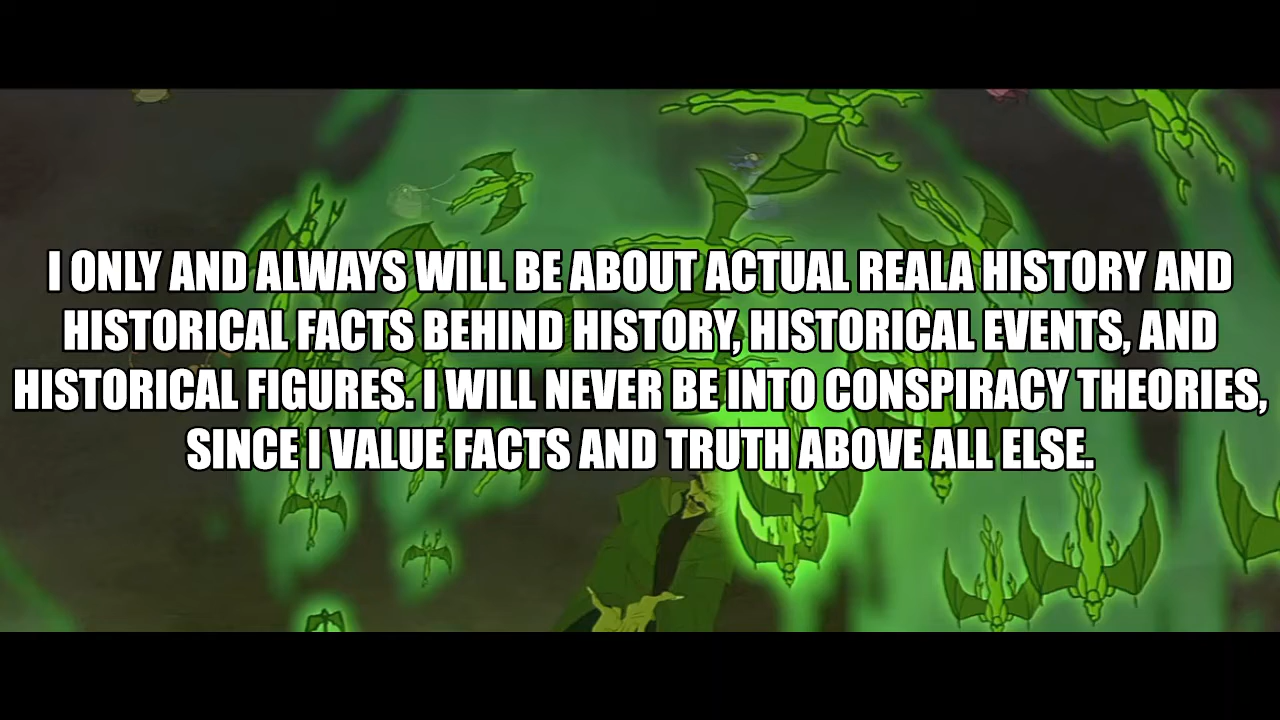 I ONLY AND ALWAYS WILL BE ABOUT ACTUAL REALA HISTORY AND
HISTORICAL FACTS BEHIND HISTORY, HISTORICAL EVENTS, AND
HISTORICAL FIGURES. I WILL NEVER BE INTO CONSPIRACY THEORIES,
SINCE I VALUE FACTS AND TRUTH ABOVE ALL ELSE.